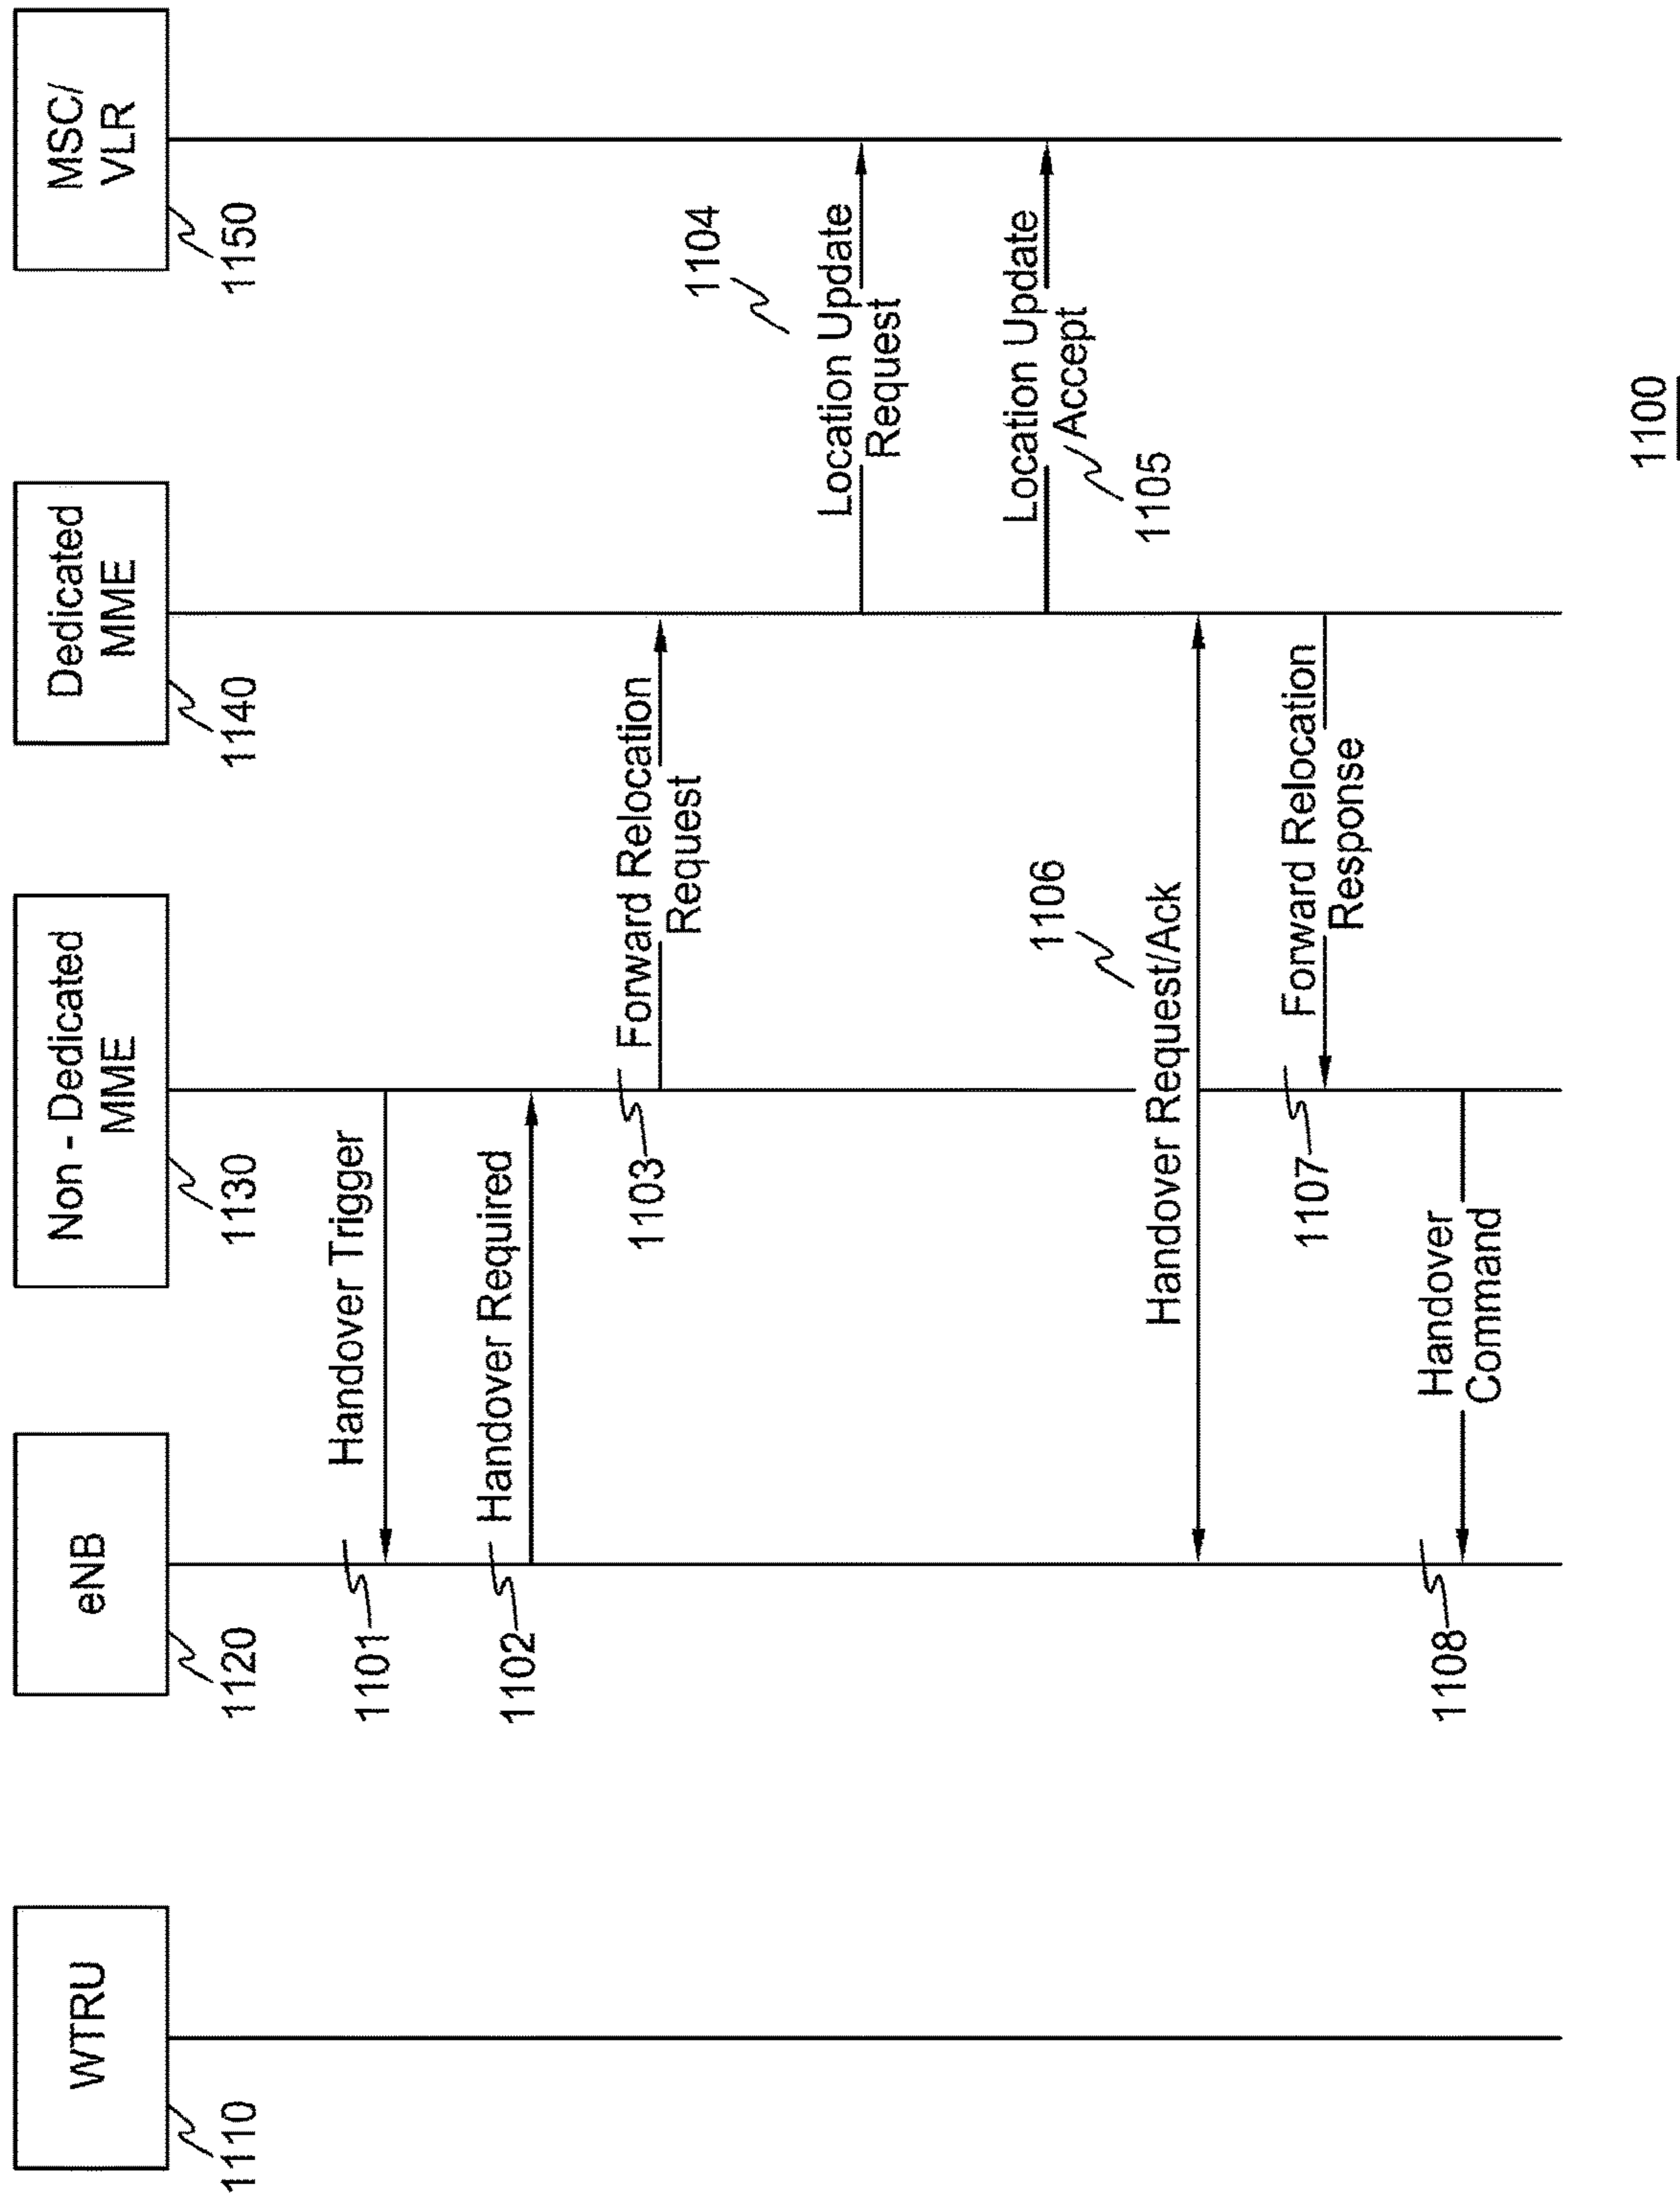 WTRU
1110
eNB
1120
Non - Dedicated
MME
1130
Dedicated
MME
1140
MSC/
VLR
1150
Handover Trigger
1101
Handover Required
1102
Forward Relocation
Request
1103
1104
Location Update
Request
Location Update
Accept
1105
1106
Handover Request/Ack
Forward Relocation
Response
1107
Handover
Command
1108
1100